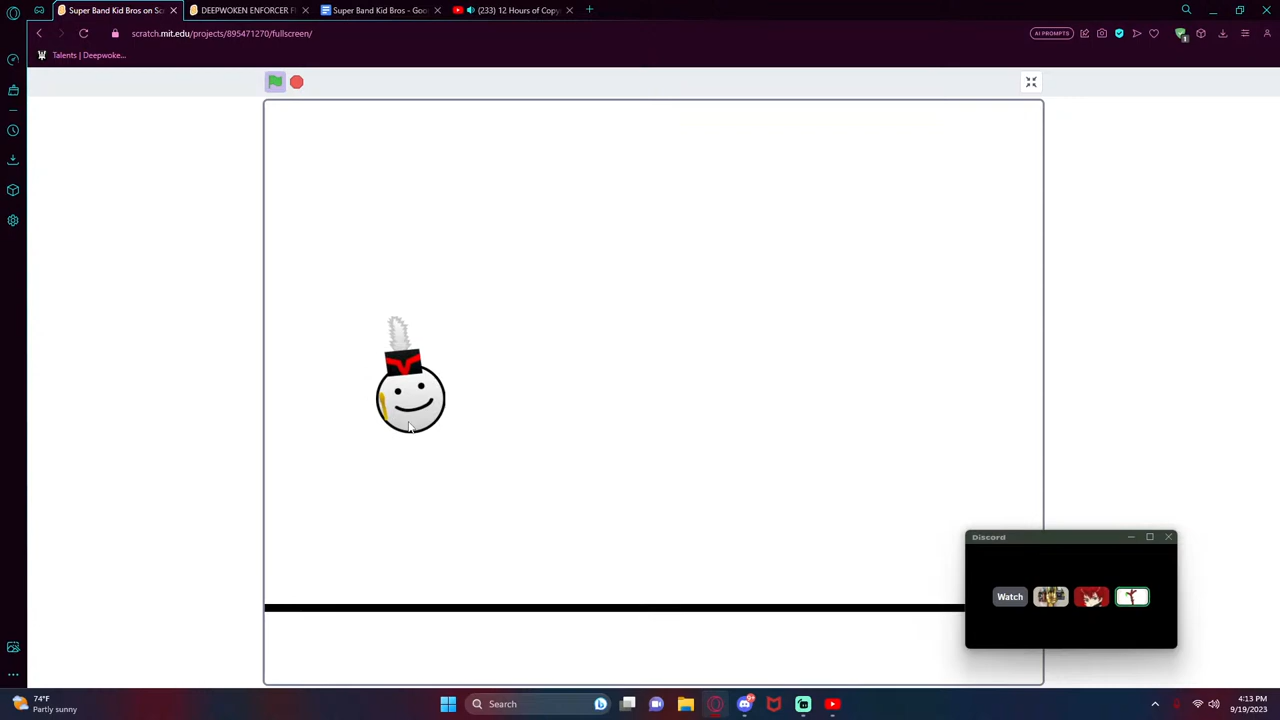 Super Band Kid Bros on Scr
DEEPWOKEN ENFORCER F
Super Band Kid Bros - Goo
(233) 12 Hours of Copy
scratch.mit.edu/projects/895471270/fullscreen/
AI PROMPTS
1
Talents | Deepwoke...
Discord
Watch
74°F
Partly sunny
Search
4:13 PM
9/19/2023